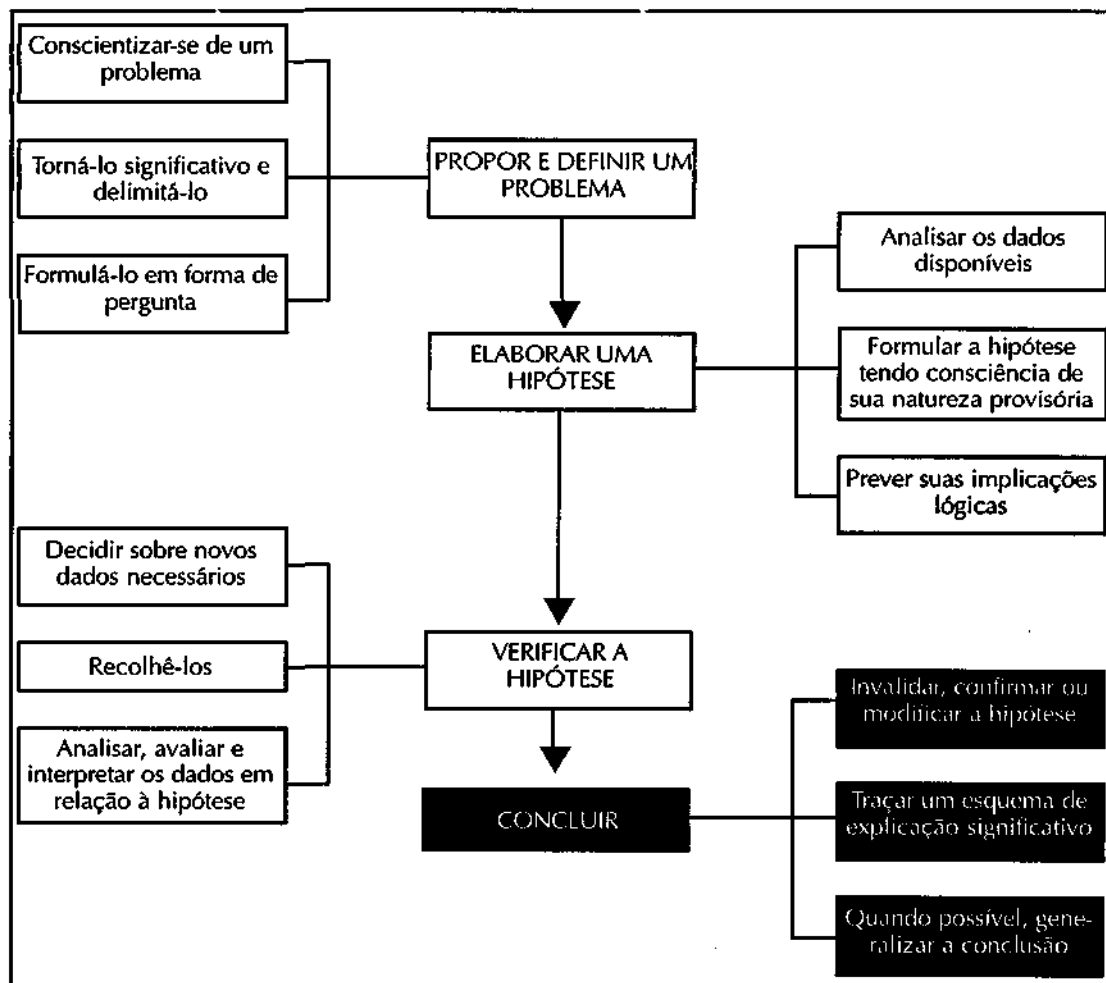 Conscientizar-se de um
problema
Torná-lo significativo e
delimitá-lo
Formulá-lo em forma de
pergunta
PROPOR E DEFINIR UM
PROBLEMA
Analisar os dados
disponíveis
ELABORAR UMA
HIPÓTESE
Formular a hipótese
tendo consciência de
sua natureza provisória
Prever suas implicações
lógicas
Decidir sobre novos
dados necessários
Recolhê-los
Analisar, avaliar e
interpretar os dados em
relação à hipótese
VERIFICAR A
HIPÓTESE
CONCLUIR
Invalidar, confirmar ou
modificar a hipótese
Traçar um esquema de
explicação significativo
Quando possível, gene-
ralizar a conclusão